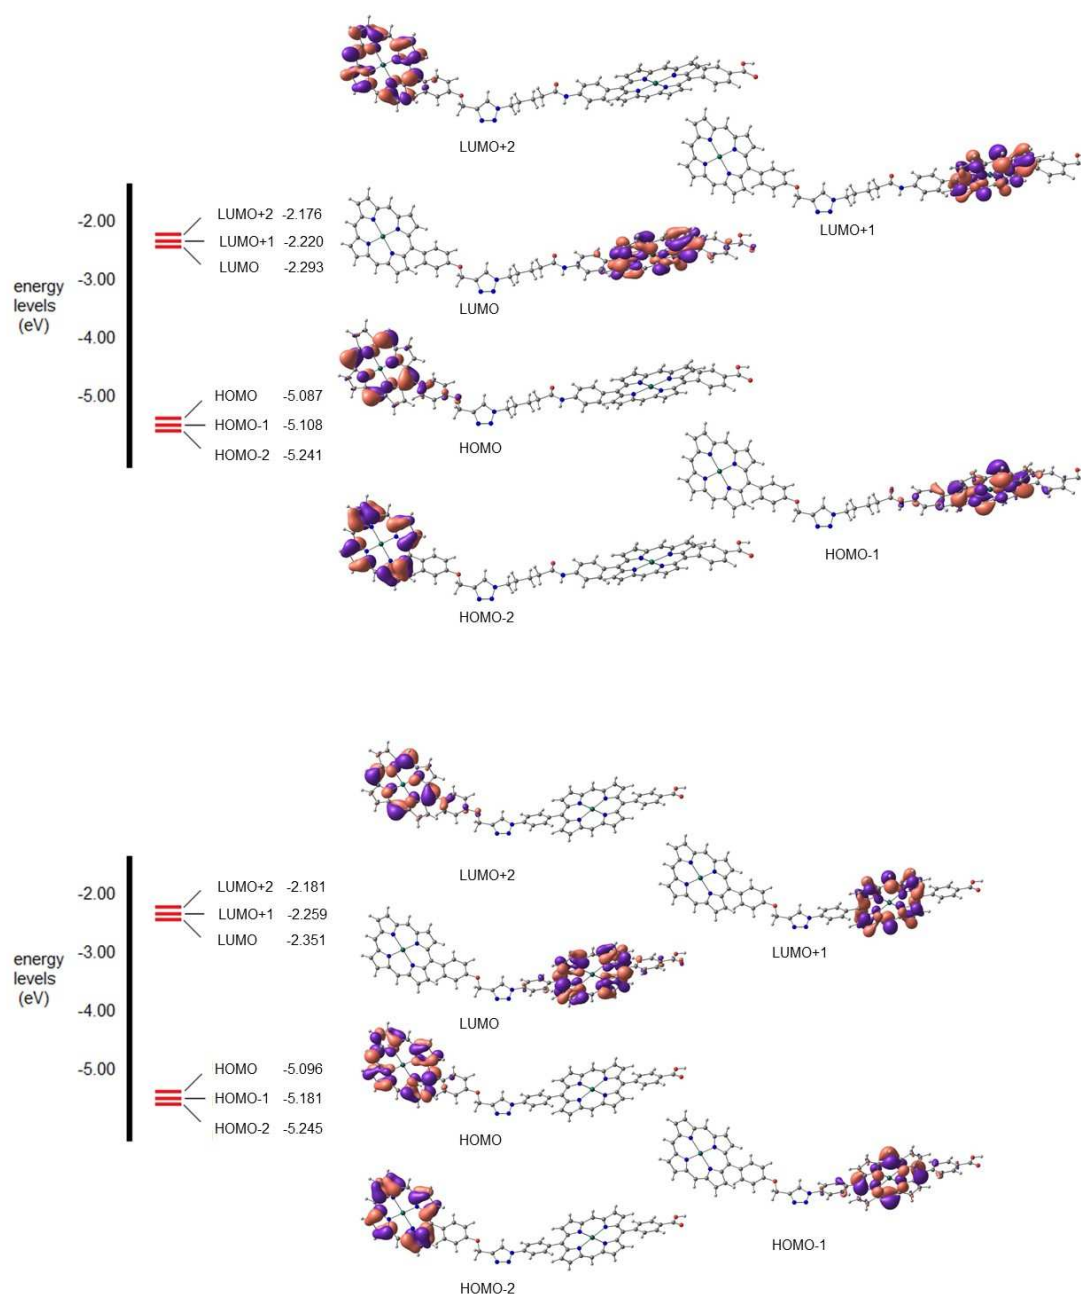 LUMO+2
LUMO+1
-2.00
LUMO+2 -2.176
LUMO+1 -2.220
LUMO -2.293
-3.00
energy
levels
(eV)
LUMO
-4.00
-5.00
HOMO -5.087
HOMO-1 -5.108
HOMO-2 -5.241
HOMO
HOMO-1
HOMO-2
LUMO+2
-2.00
LUMO+2 -2.181
LUMO+1 -2.259
LUMO -2.351
LUMO+1
-3.00
energy
levels
(eV)
LUMO
-4.00
-5.00
HOMO -5.096
HOMO-1 -5.181
HOMO-2 -5.245
HOMO
HOMO-1
HOMO-2